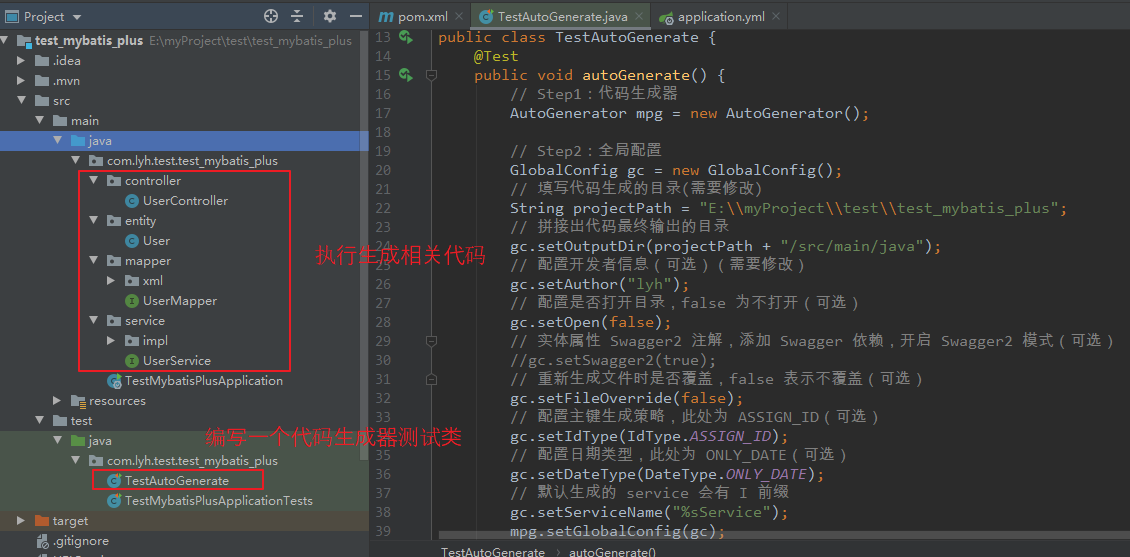 Project
pom.xml
TestAutoGenerate.java
application.yml
test_mybatis_plus E:\myProject\test\test_mybatis_plus
.idea
.mvn
src
main
java
com.lyh.test.test_mybatis_plus
controller
UserController
entity
User
mapper
xml
UserMapper
service
impl
UserService
TestMybatisPlusApplication
resources
test
java
com.lyh.test.test_mybatis_plus
TestAutoGenerate
TestMybatisPlusApplicationTests
target
.gitignore
执行生成相关代码
编写一个代码生成器测试类
13 public class TestAutoGenerate {
14 @Test
15 public void autoGenerate() {
16 // Step1：代码生成器
17 AutoGenerator mpg = new AutoGenerator();
18
19 // Step2：全局配置
20 GlobalConfig gc = new GlobalConfig();
21 // 填写代码生成的目录(需要修改)
22 String projectPath = "E:\\myProject\\test\\test_mybatis_plus";
23 // 拼接出代码最终输出的目录
24 gc.setOutputDir(projectPath + "/src/main/java");
25 // 配置开发者信息（可选）（需要修改）
26 gc.setAuthor("lyh");
27 // 配置是否打开目录，false 为不打开（可选）
28 gc.setOpen(false);
29 // 实体属性 Swagger2 注解，添加 Swagger 依赖，开启 Swagger2 模式（可选）
30 //gc.setSwagger2(true);
31 // 重新生成文件时是否覆盖，false 表示不覆盖（可选）
32 gc.setFileOverride(false);
33 // 配置主键生成策略，此处为 ASSIGN_ID（可选）
34 gc.setIdType(IdType.ASSIGN_ID);
35 // 配置日期类型，此处为 ONLY_DATE（可选）
36 gc.setDateType(DateType.ONLY_DATE);
37 // 默认生成的 service 会有 I 前缀
38 gc.setServiceName("%sService");
39 mpg.setGlobalConfig(gc);
TestAutoGenerate › autoGenerate()